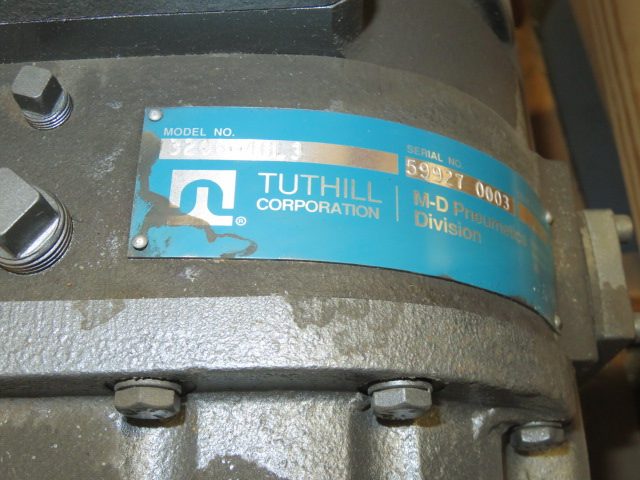 MODEL NO.
SERIAL NO.
59927 0003
TUTHILL
CORPORATION
M-D Pneumatics
Division
®